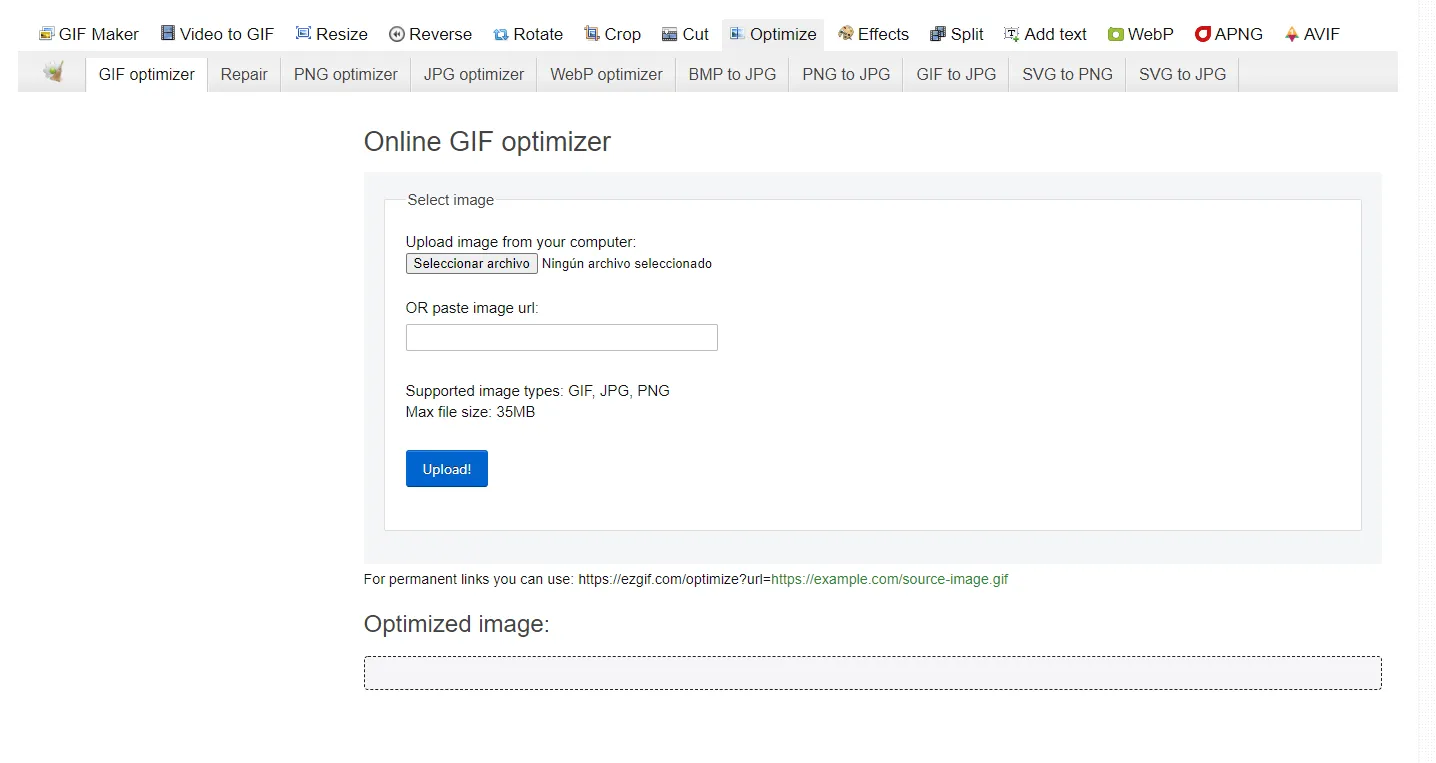 GIF Maker Video to GIF Resize Reverse Rotate Crop Cut Optimize Effects Split Add text WebP APNG AVIF
GIF optimizer Repair PNG optimizer JPG optimizer WebP optimizer BMP to JPG PNG to JPG GIF to JPG SVG to PNG SVG to JPG
Online GIF optimizer
Select image
Upload image from your computer:
Seleccionar archivo Ningún archivo seleccionado
OR paste image url:
Supported image types: GIF, JPG, PNG
Max file size: 35MB
Upload!
For permanent links you can use: https://ezgif.com/optimize?url=https://example.com/source-image.gif
Optimized image: